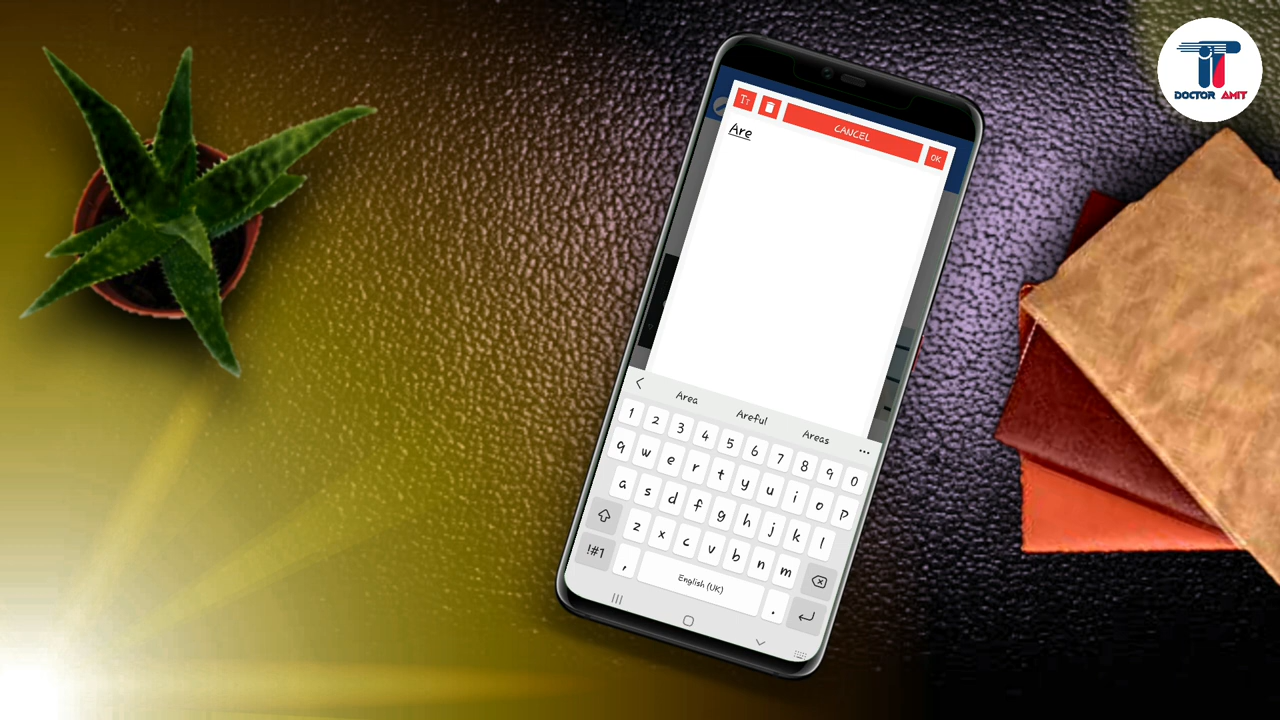 DOCTOR AMIT
TT CANCEL OK
Are
Area Areful Areas ...
1 2 3 4 5 6 7 8 9 0
q w e r t y u i o P
a s d f g h j k l
z x c v b n m
!#1 , English (UK) .